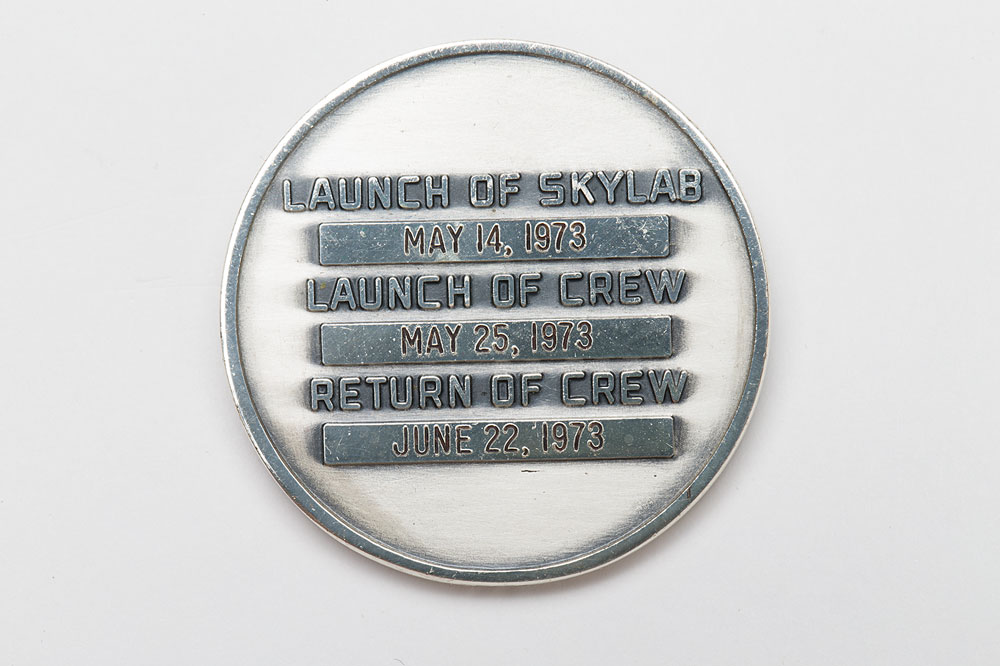 LAUNCH OF SKYLAB
MAY 14, 1973
LAUNCH OF CREW
MAY 25, 1973
RETURN OF CREW
JUNE 22, 1973